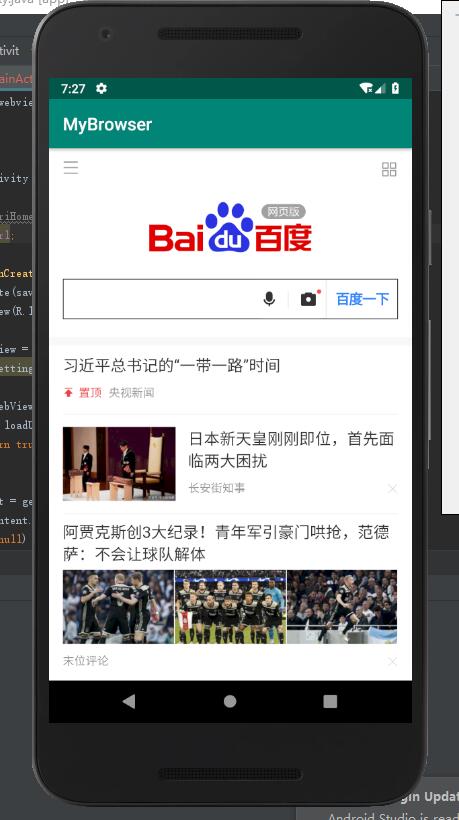 7:27
MyBrowser
网页版
Bai du 百度
百度一下
习近平总书记的“一带一路”时间
置顶 央视新闻
日本新天皇刚刚即位，首先面
临两大困扰
长安街知事
阿贾克斯创3大纪录！青年军引豪门哄抢，范德
萨：不会让球队解体
末位评论
tivit
ainAct
webvie
ivity
riHome
rl;
nCreat
te(sav
ew(R.l
iew =
etting
ebView
loadU
rn tru
t = ge
ntent.
null)
gin Updat
Android Studio is read